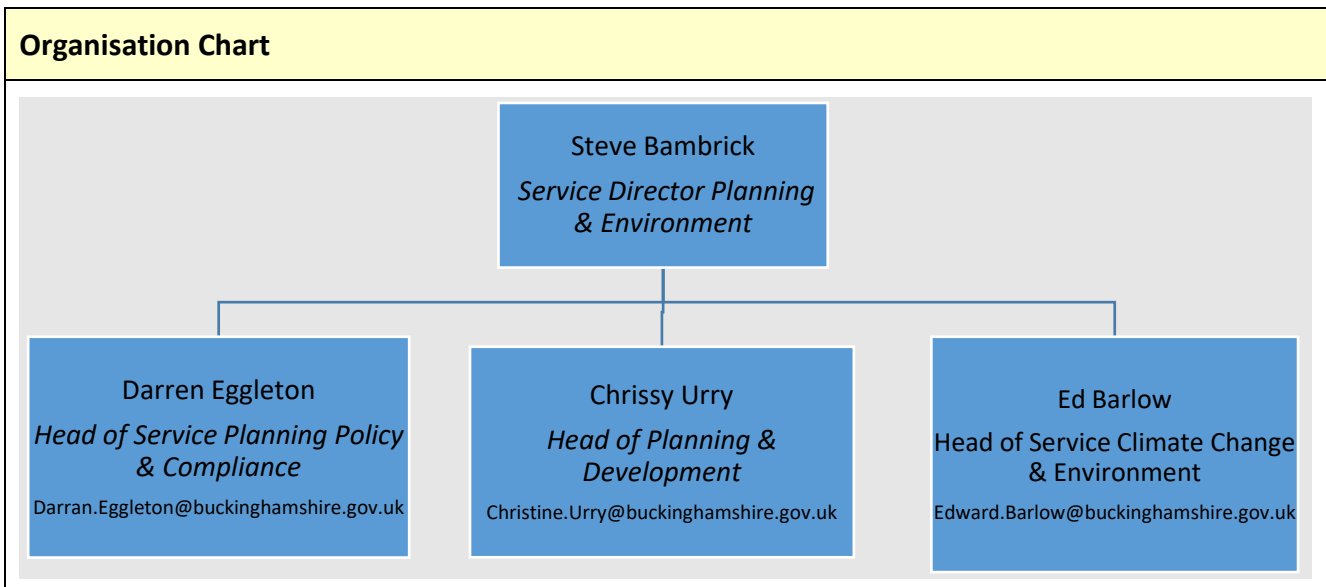 Organisation Chart
Steve Bambrick
Service Director Planning
& Environment
Darren Eggleton
Head of Service Planning Policy
& Compliance
Darran.Eggleton@buckinghamshire.gov.uk
Chrissy Urry
Head of Planning &
Development
Christine.Urry@buckinghamshire.gov.uk
Ed Barlow
Head of Service Climate Change
& Environment
Edward.Barlow@buckinghamshire.gov.uk